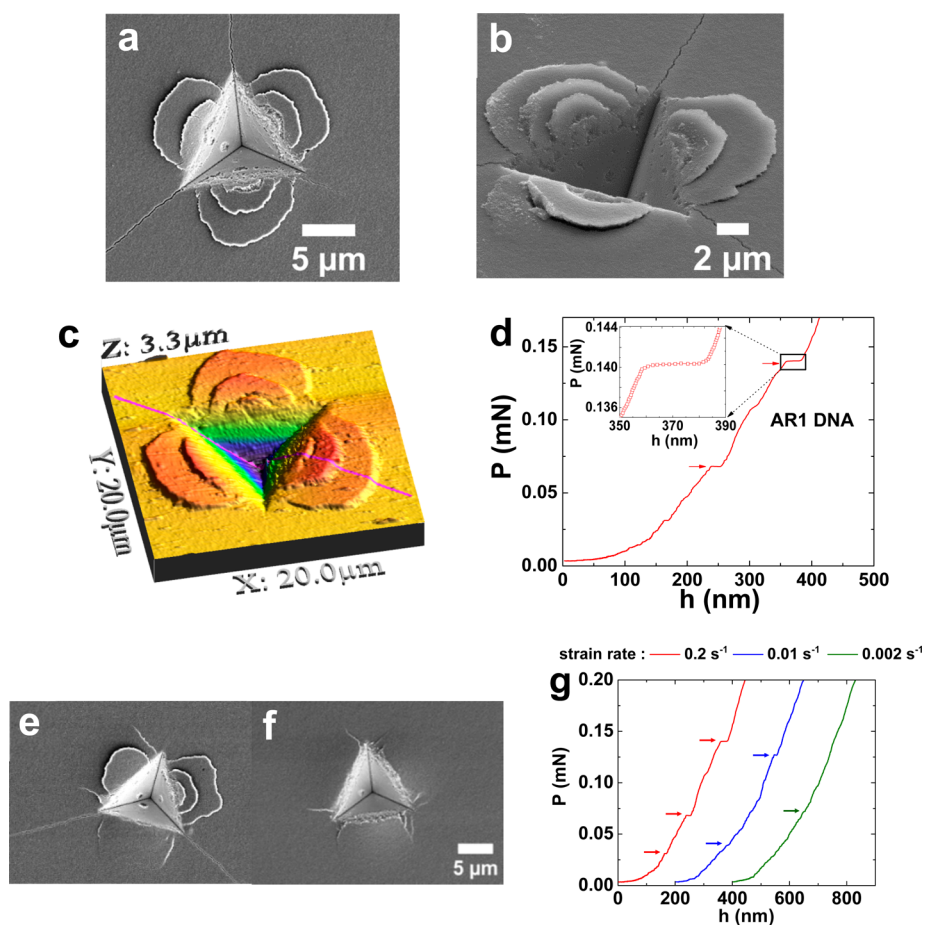 a
5 μm
b
2 μm
c
Z: 3.3μm
Y: 20.0μm
X: 20.0μm
d
P (mN)
0.15
0.10
0.05
0.00
0 100 200 300 400 500
h (nm)
AR1 DNA
P (mN)
0.144
0.140
0.136
350 370 390
h (nm)
e
f
5 μm
strain rate : 0.2 s⁻¹ 0.01 s⁻¹ 0.002 s⁻¹
g
P (mN)
0.20
0.15
0.10
0.05
0.00
0 200 400 600 800
h (nm)